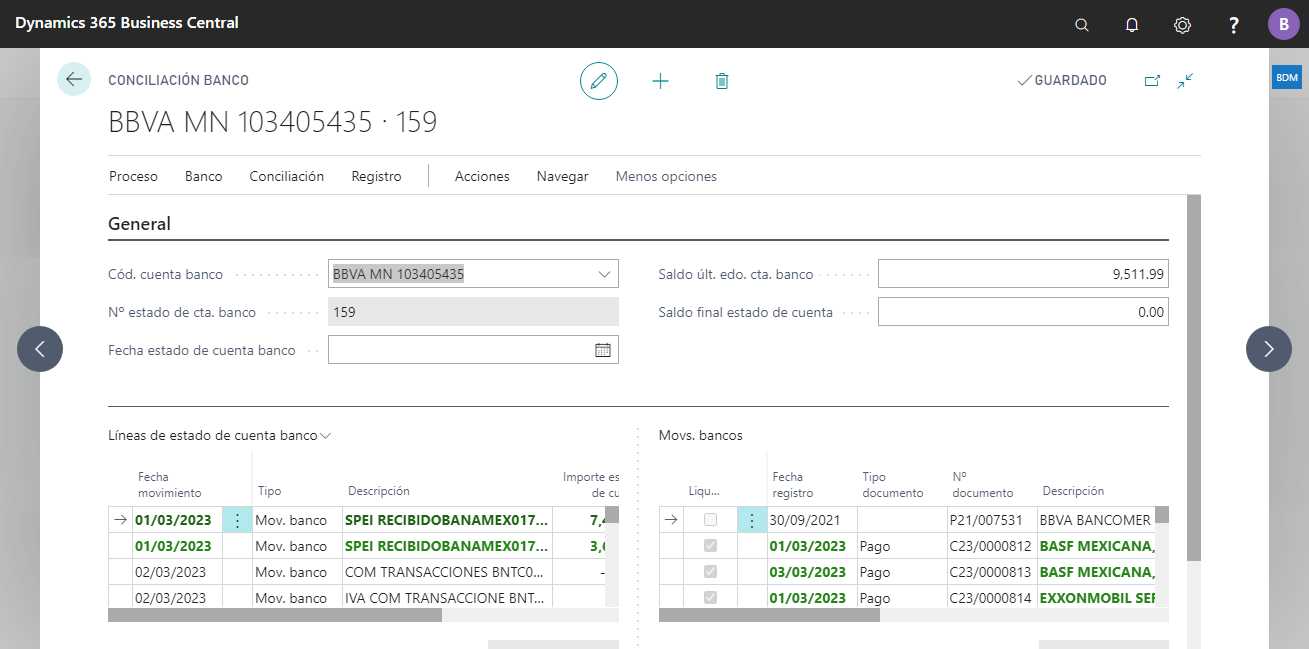 Dynamics 365 Business Central
?
B
CONCILIACIÓN BANCO
GUARDADO
BDM
BBVA MN 103405435 · 159
Proceso Banco Conciliación Registro Acciones Navegar Menos opciones
General
Cód. cuenta banco BBVA MN 103405435 Saldo últ. edo. cta. banco 9,511.99
Nº estado de cta. banco 159 Saldo final estado de cuenta 0.00
Fecha estado de cuenta banco
Líneas de estado de cuenta banco
Fecha movimiento Tipo Descripción Importe es de cu
01/03/2023 Mov. banco SPEI RECIBIDOBANAMEX017... 7,4
01/03/2023 Mov. banco SPEI RECIBIDOBANAMEX017... 3,
02/03/2023 Mov. banco COM TRANSACCIONES BNTC0... -
02/03/2023 Mov. banco IVA COM TRANSACCIONE BNT...
Movs. bancos
Liqu... Fecha registro Tipo documento Nº documento Descripción
30/09/2021 P21/007531 BBVA BANCOMER
01/03/2023 Pago C23/0000812 BASF MEXICANA,
03/03/2023 Pago C23/0000813 BASF MEXICANA,
01/03/2023 Pago C23/0000814 EXXONMOBIL SER